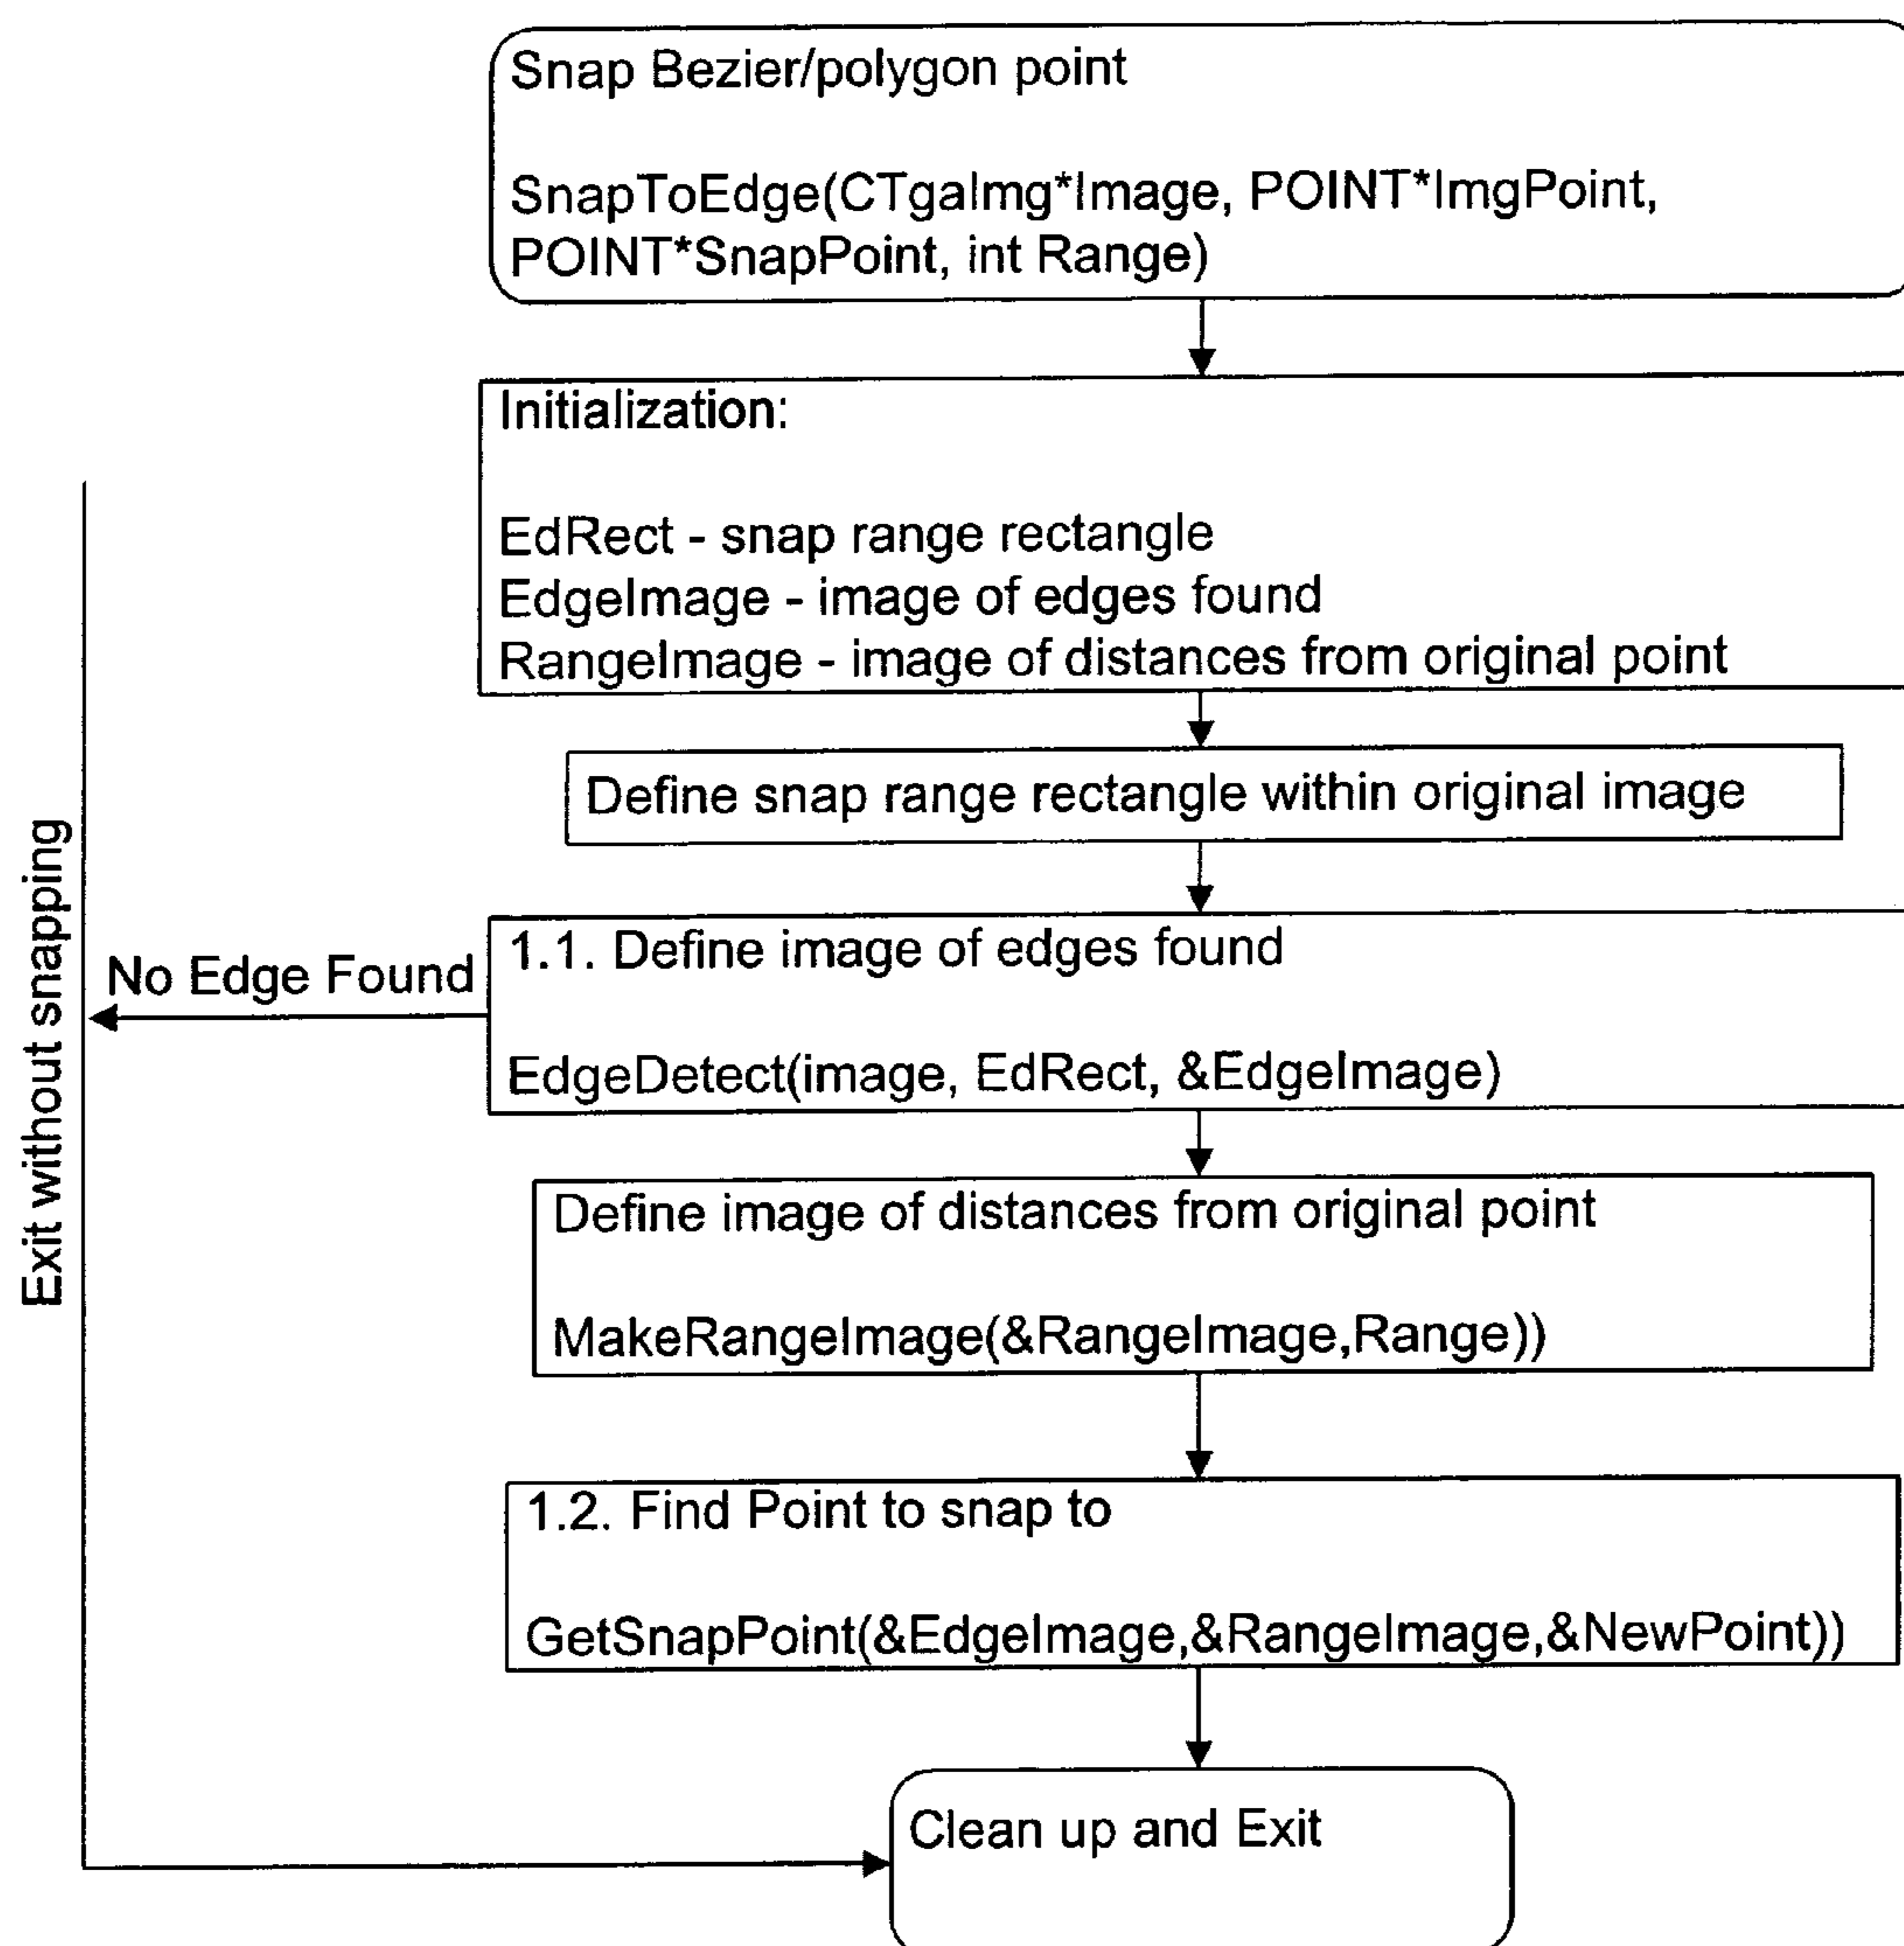 Snap Bezier/polygon point
SnapToEdge(CTgaImg*Image, POINT*ImgPoint,
POINT*SnapPoint, int Range)
Initialization:
EdRect - snap range rectangle
EdgeImage - image of edges found
RangeImage - image of distances from original point
Define snap range rectangle within original image
1.1. Define image of edges found
EdgeDetect(image, EdRect, &EdgeImage)
No Edge Found
Exit without snapping
Define image of distances from original point
MakeRangeImage(&RangeImage,Range))
1.2. Find Point to snap to
GetSnapPoint(&EdgeImage,&RangeImage,&NewPoint))
Clean up and Exit